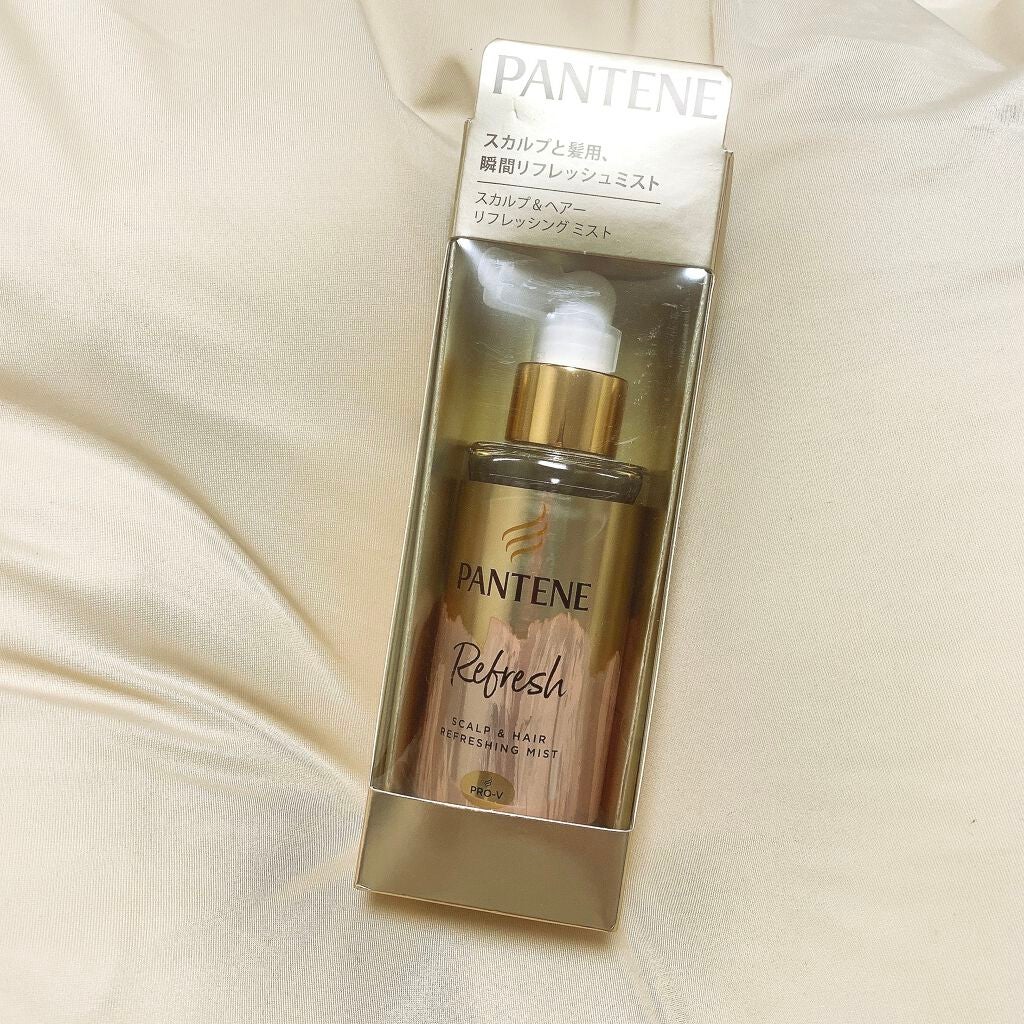 PANTENE
スカルプと髪用、
瞬間リフレッシュミスト
スカルプ&ヘアー
リフレッシング ミスト
PANTENE
Refresh
SCALP & HAIR
REFRESHING MIST
PRO-V